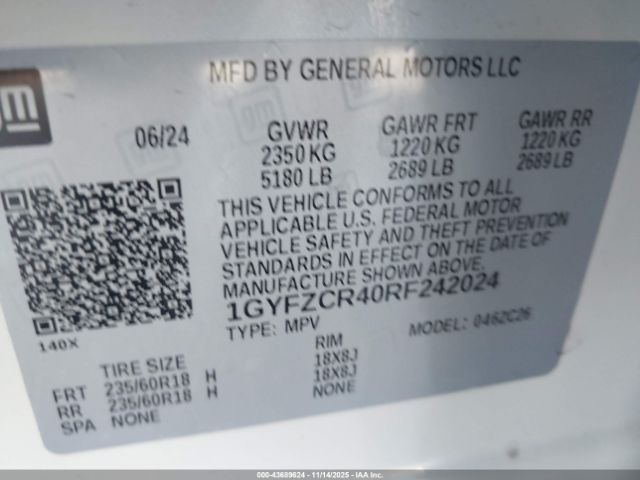 MFD BY GENERAL MOTORS LLC
gm
06/24 GVWR GAWR FRT GAWR RR
2350 KG 1220 KG 1220 KG
5180 LB 2689 LB 2689 LB
THIS VEHICLE CONFORMS TO ALL
APPLICABLE U.S. FEDERAL MOTOR
VEHICLE SAFETY AND THEFT PREVENTION
STANDARDS IN EFFECT ON THE DATE OF
MANUFACTURE SHOWN ABOVE.
1GYFZCR40RF242024
TYPE: MPV MODEL: 0462C26
140X
TIRE SIZE RIM
FRT 235/60R18 H 18X8J
RR 235/60R18 H 18X8J
SPA NONE NONE
000-43689624 - 11/14/2025 - IAA Corp.